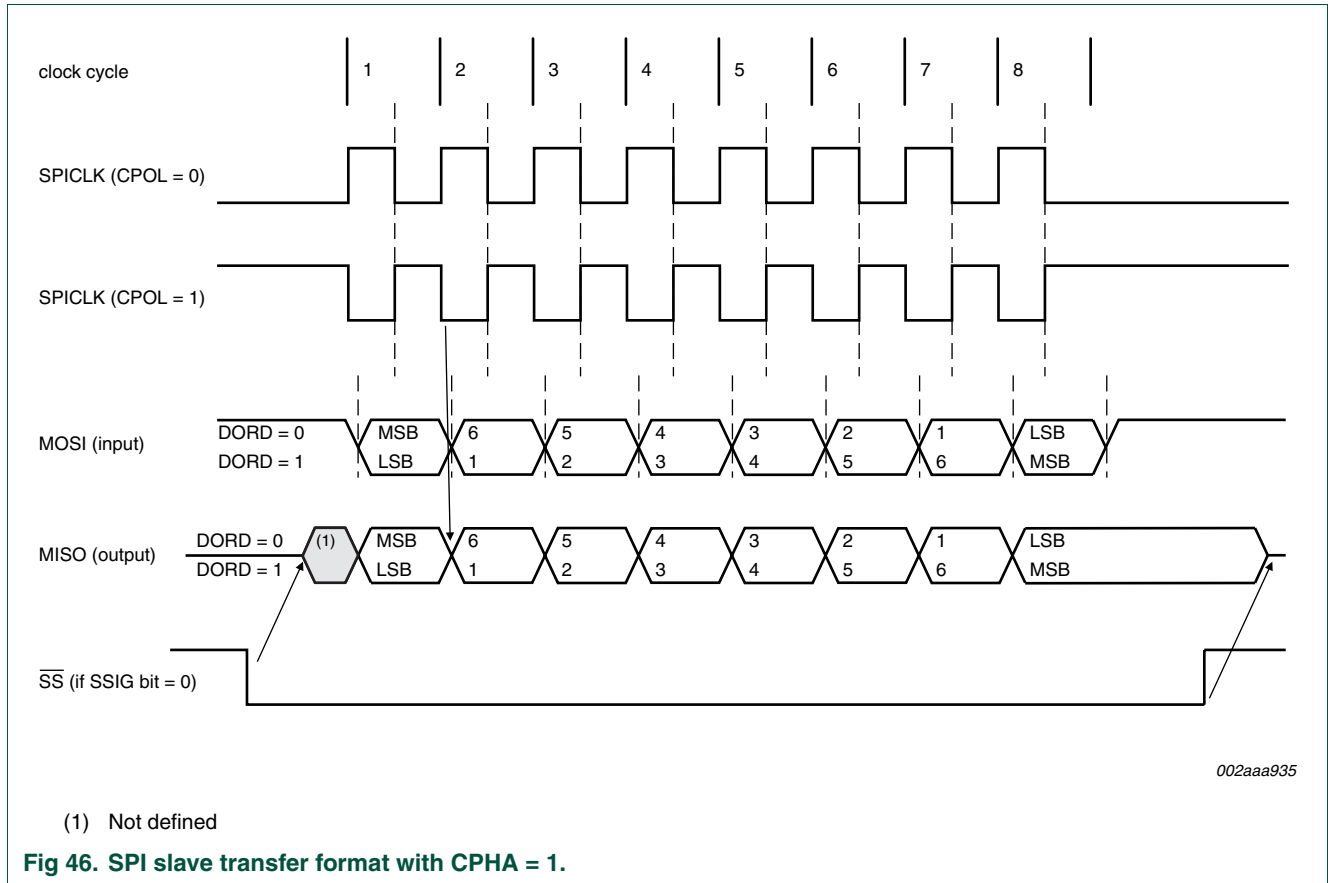 clock cycle 1 2 3 4 5 6 7 8
SPICLK (CPOL = 0)
SPICLK (CPOL = 1)
MOSI (input)
DORD = 0 MSB 6 5 4 3 2 1 LSB
DORD = 1 LSB 1 2 3 4 5 6 MSB
MISO (output)
DORD = 0 (1) MSB 6 5 4 3 2 1 LSB
DORD = 1 LSB 1 2 3 4 5 6 MSB
S̅S̅ (if SSIG bit = 0)
002aaa935
(1) Not defined
Fig 46. SPI slave transfer format with CPHA = 1.